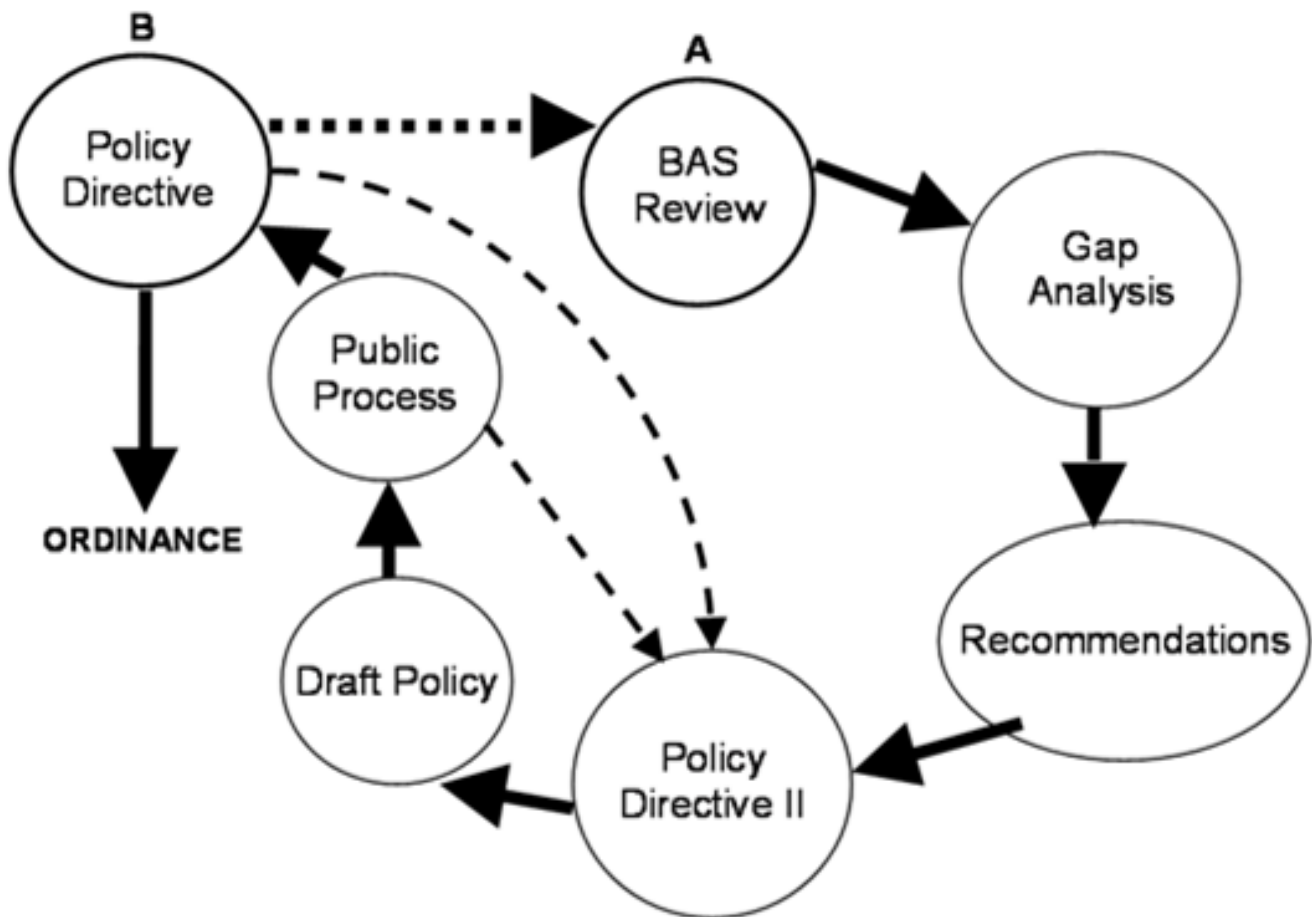 B
Policy
Directive
A
BAS
Review
Gap
Analysis
Public
Process
ORDINANCE
Recommendations
Draft Policy
Policy
Directive II